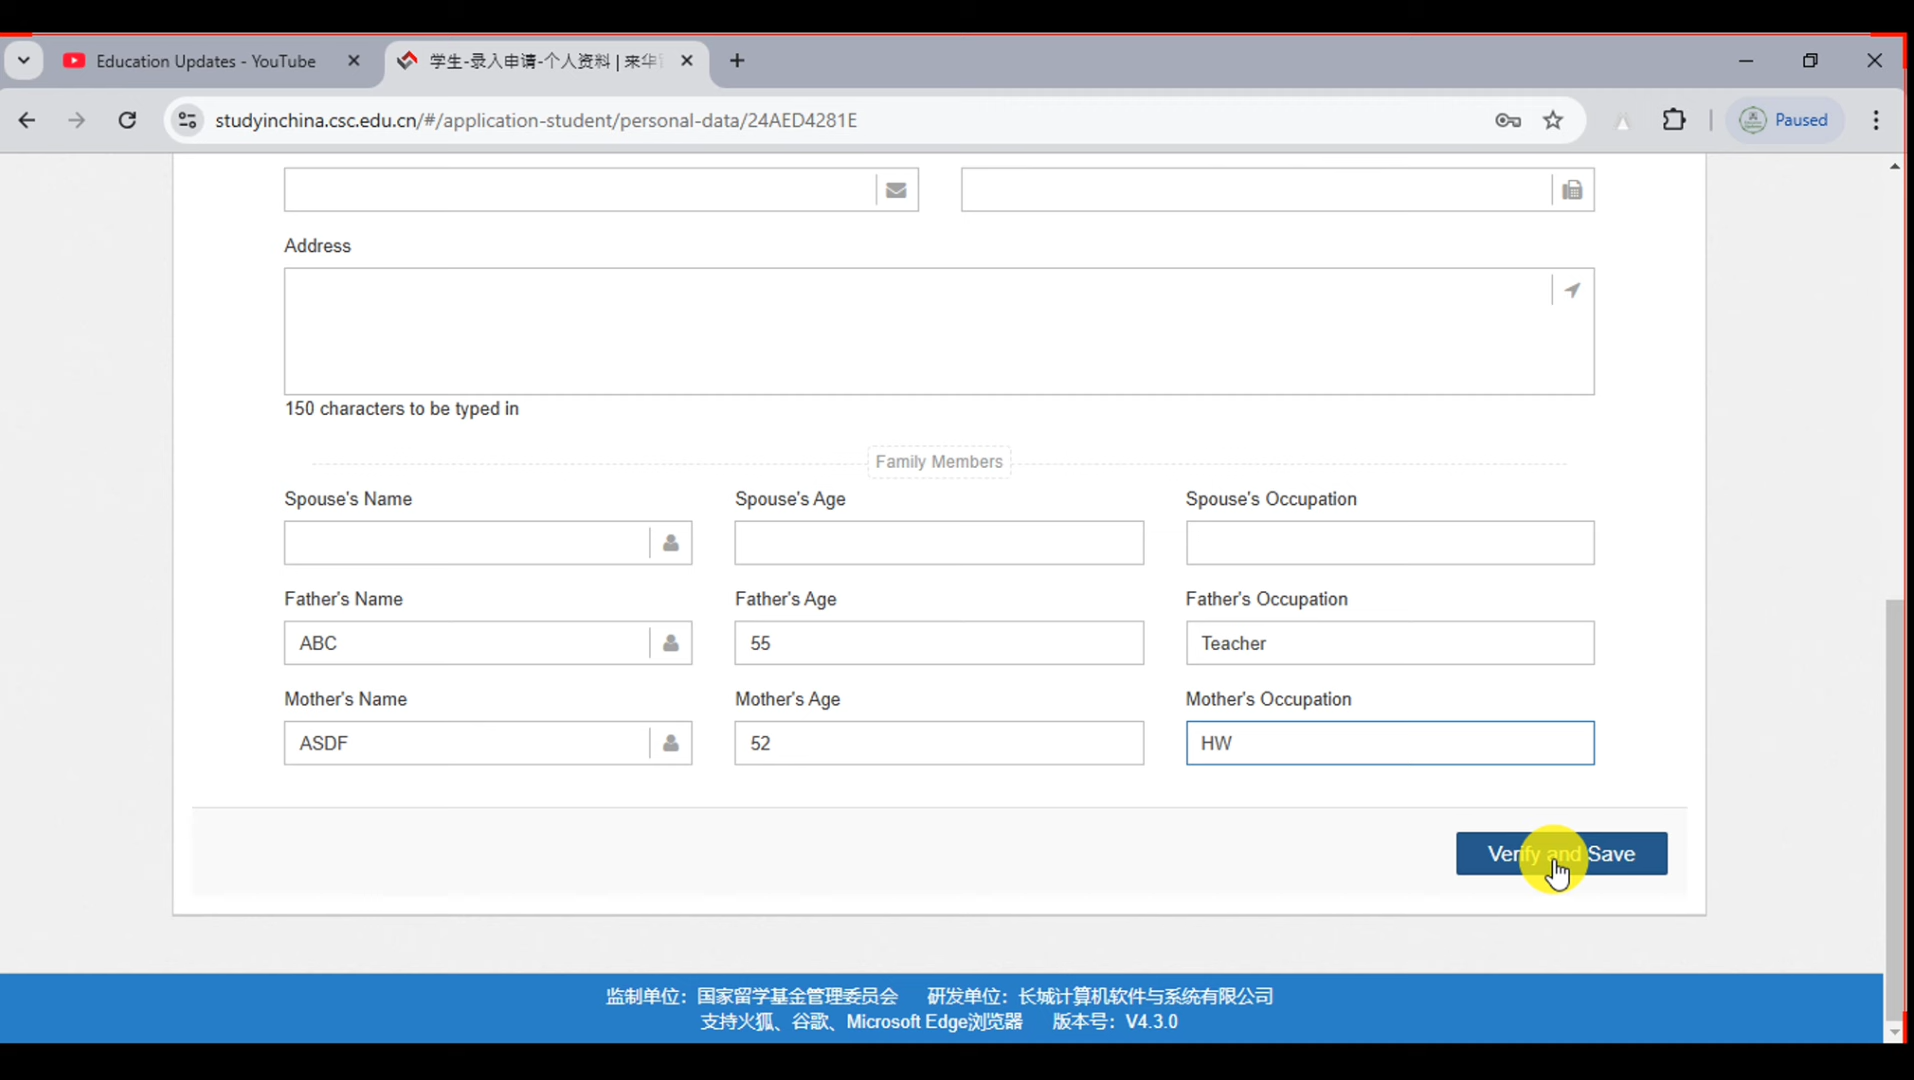 Education Updates - YouTube
学生-录入申请-个人资料 | 来华
Paused
studyinchina.csc.edu.cn/#/application-student/personal-data/24AED4281E
Address
150 characters to be typed in
Family Members
Spouse's Name Spouse's Age Spouse's Occupation
Father's Name Father's Age Father's Occupation
ABC 55 Teacher
Mother's Name Mother's Age Mother's Occupation
ASDF 52 HW
Verify and Save
监制单位：国家留学基金管理委员会 研发单位：长城计算机软件与系统有限公司
支持火狐、谷歌、Microsoft Edge浏览器 版本号：V4.3.0